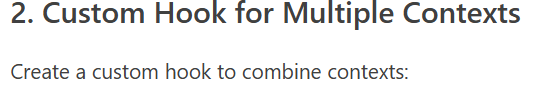 2. Custom Hook for Multiple Contexts
Create a custom hook to combine contexts: